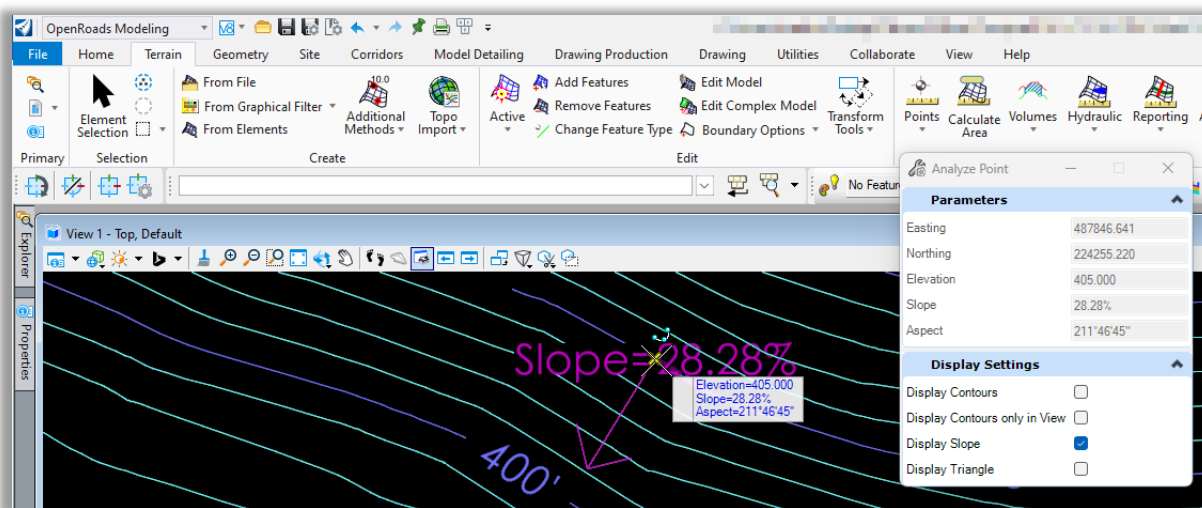 OpenRoads Modeling
V8
File Home Terrain Geometry Site Corridors Model Detailing Drawing Production Drawing Utilities Collaborate View Help
Element Selection
From File
From Graphical Filter
From Elements
10.0
Additional Methods
Topo Import
Active
Add Features
Remove Features
Change Feature Type
Edit Model
Edit Complex Model
Boundary Options
Transform Tools
Points
Calculate Area
Volumes
Hydraulic
Reporting
Primary Selection Create Edit
No Featur
Explorer
Properties
View 1 - Top, Default
Slope=28.28%
Elevation=405.000
Slope=28.28%
Aspect=211°46'45"
400'
Analyze Point
Parameters
Easting 487846.641
Northing 224255.220
Elevation 405.000
Slope 28.28%
Aspect 211°46'45"
Display Settings
Display Contours
Display Contours only in View
Display Slope
Display Triangle